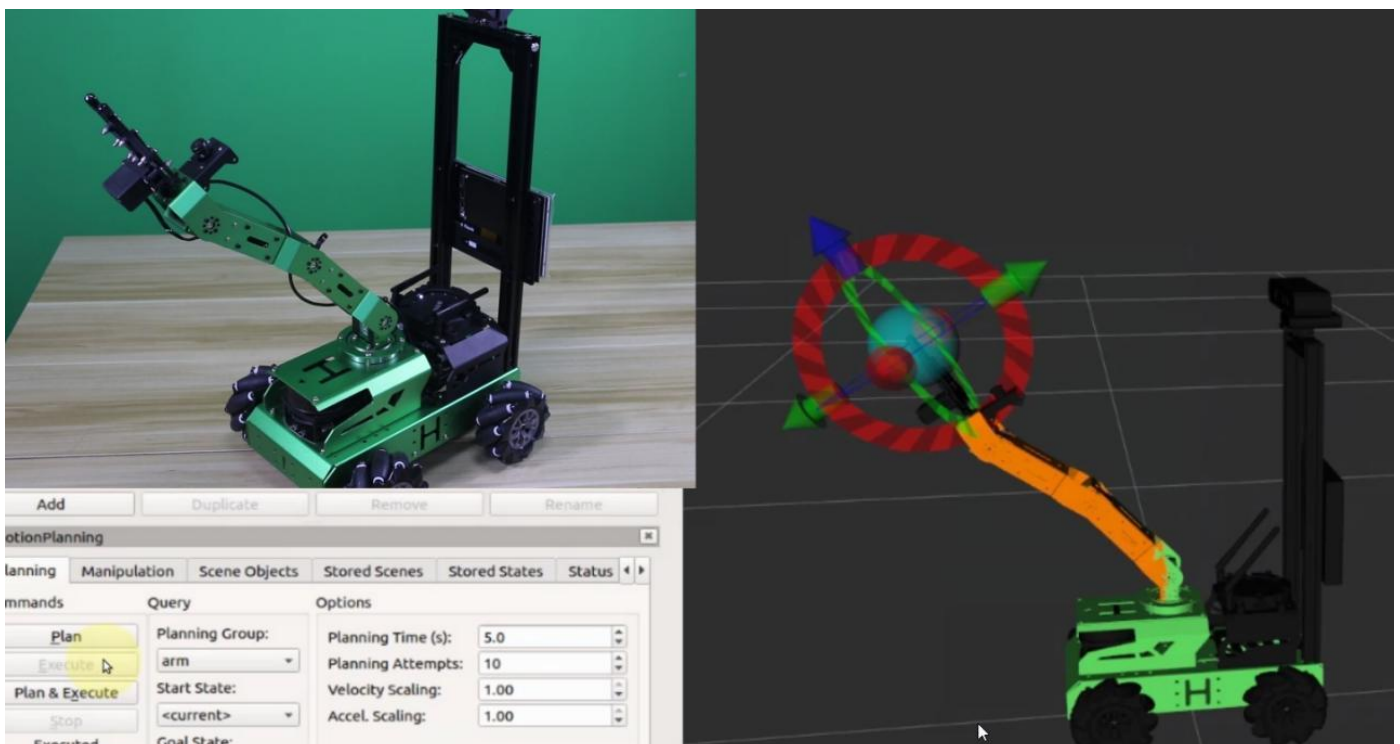 H
H
Add Duplicate Remove Rename
otionPlanning
lanning Manipulation Scene Objects Stored Scenes Stored States Status
mmands Query Options
Plan Planning Group: Planning Time (s): 5.0
Execute arm Planning Attempts: 10
Plan & Execute Start State: Velocity Scaling: 1.00
Stop <current> Accel. Scaling: 1.00
Executed Goal State:
H